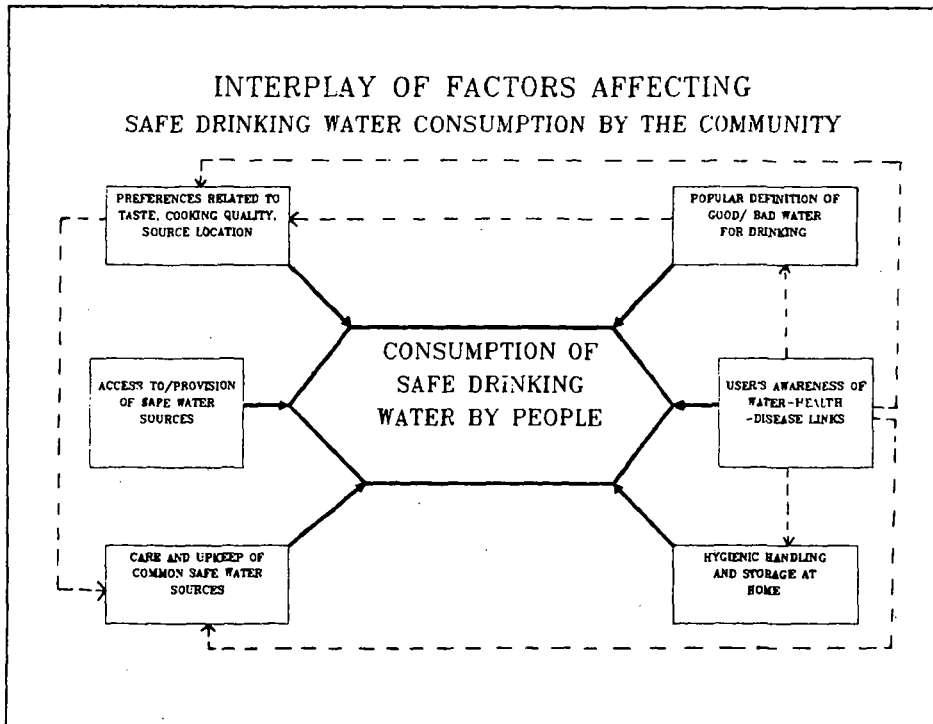 INTERPLAY OF FACTORS AFFECTING
SAFE DRINKING WATER CONSUMPTION BY THE COMMUNITY
PREFERENCES RELATED TO
TASTE, COOKING QUALITY,
SOURCE LOCATION
POPULAR DEFINITION OF
GOOD/ BAD WATER
FOR DRINKING
CONSUMPTION OF
SAFE DRINKING
WATER BY PEOPLE
ACCESS TO/PROVISION
OF SAFE WATER
SOURCES
USER'S AWARENESS OF
WATER-HEALTH
-DISEASE LINKS
CARE AND UPKEEP OF
COMMON SAFE WATER
SOURCES
HYGIENIC HANDLING
AND STORAGE AT
HOME